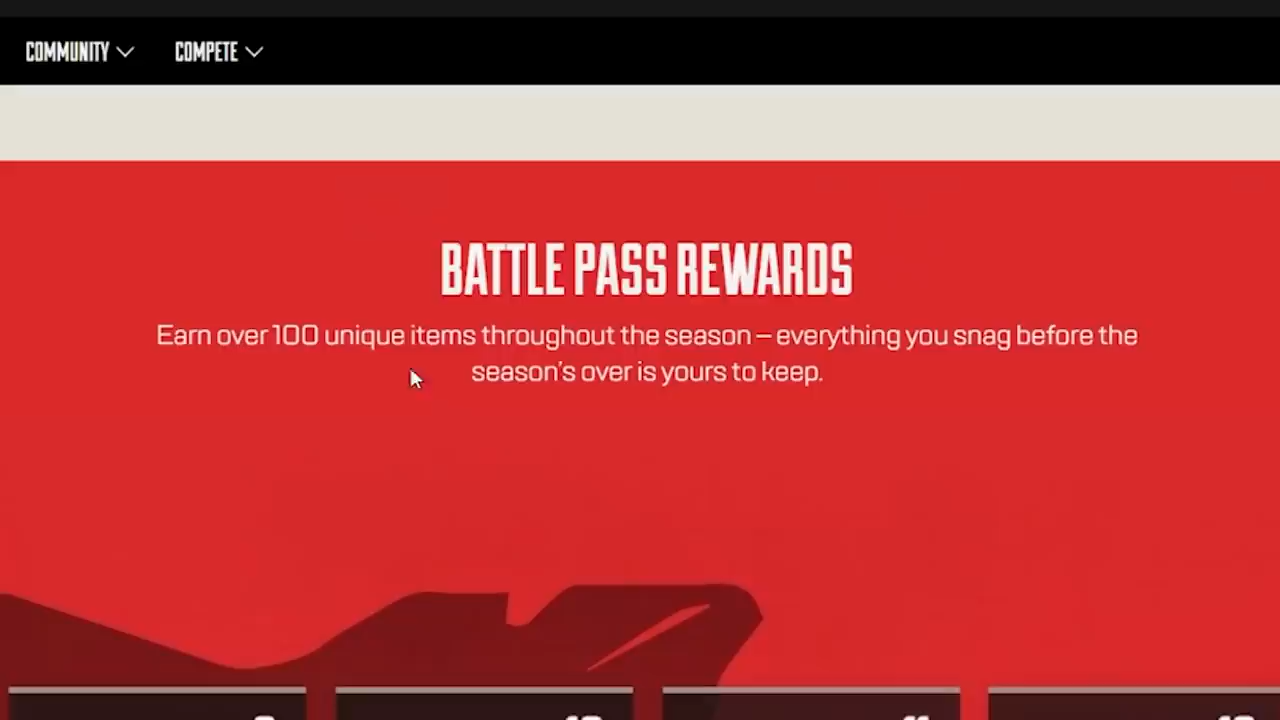 COMMUNITY COMPETE
BATTLE PASS REWARDS
Earn over 100 unique items throughout the season – everything you snag before the
season's over is yours to keep.